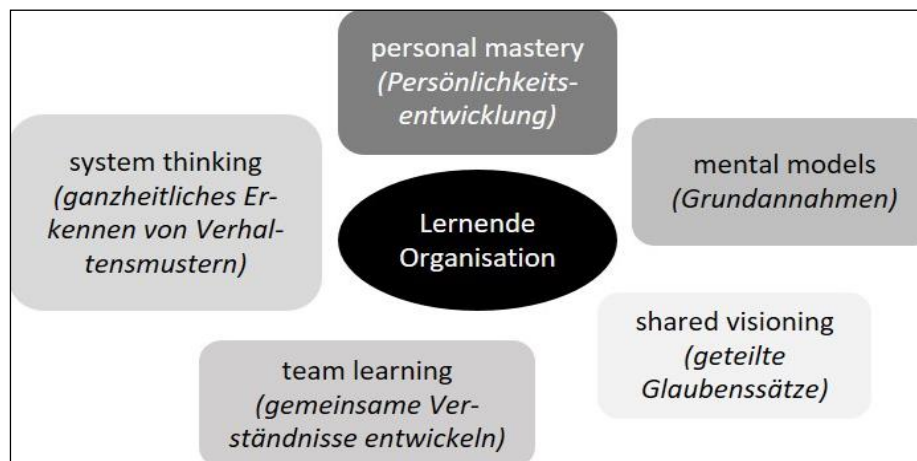 personal mastery
(Persönlichkeits-
entwicklung)
system thinking
(ganzheitliches Er-
kennen von Verhal-
tensmustern)
mental models
(Grundannahmen)
Lernende
Organisation
shared visioning
(geteilte
Glaubenssätze)
team learning
(gemeinsame Ver-
ständnisse entwickeln)